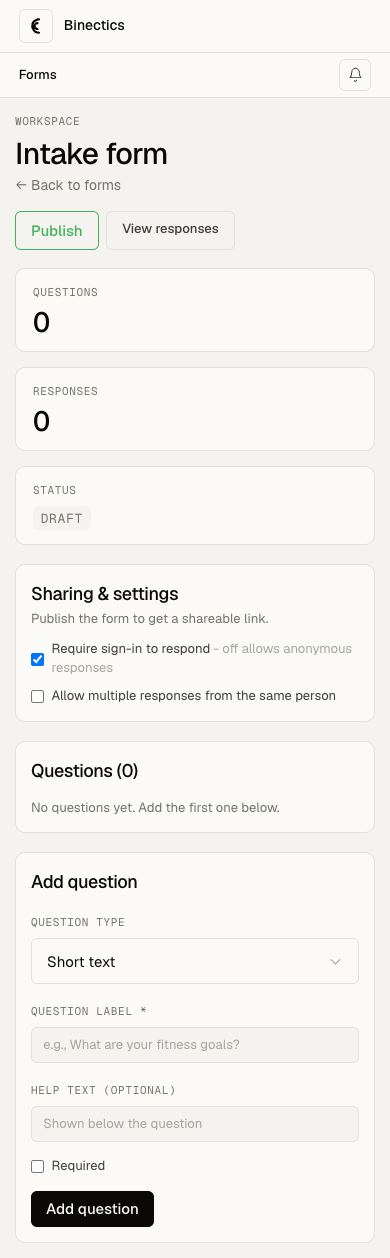 Binectics
Forms
WORKSPACE
Intake form
← Back to forms
Publish
View responses
QUESTIONS
0
RESPONSES
0
STATUS
DRAFT
Sharing & settings
Publish the form to get a shareable link.
Require sign-in to respond - off allows anonymous
responses
Allow multiple responses from the same person
Questions (0)
No questions yet. Add the first one below.
Add question
QUESTION TYPE
Short text
QUESTION LABEL *
e.g., What are your fitness goals?
HELP TEXT (OPTIONAL)
Shown below the question
Required
Add question